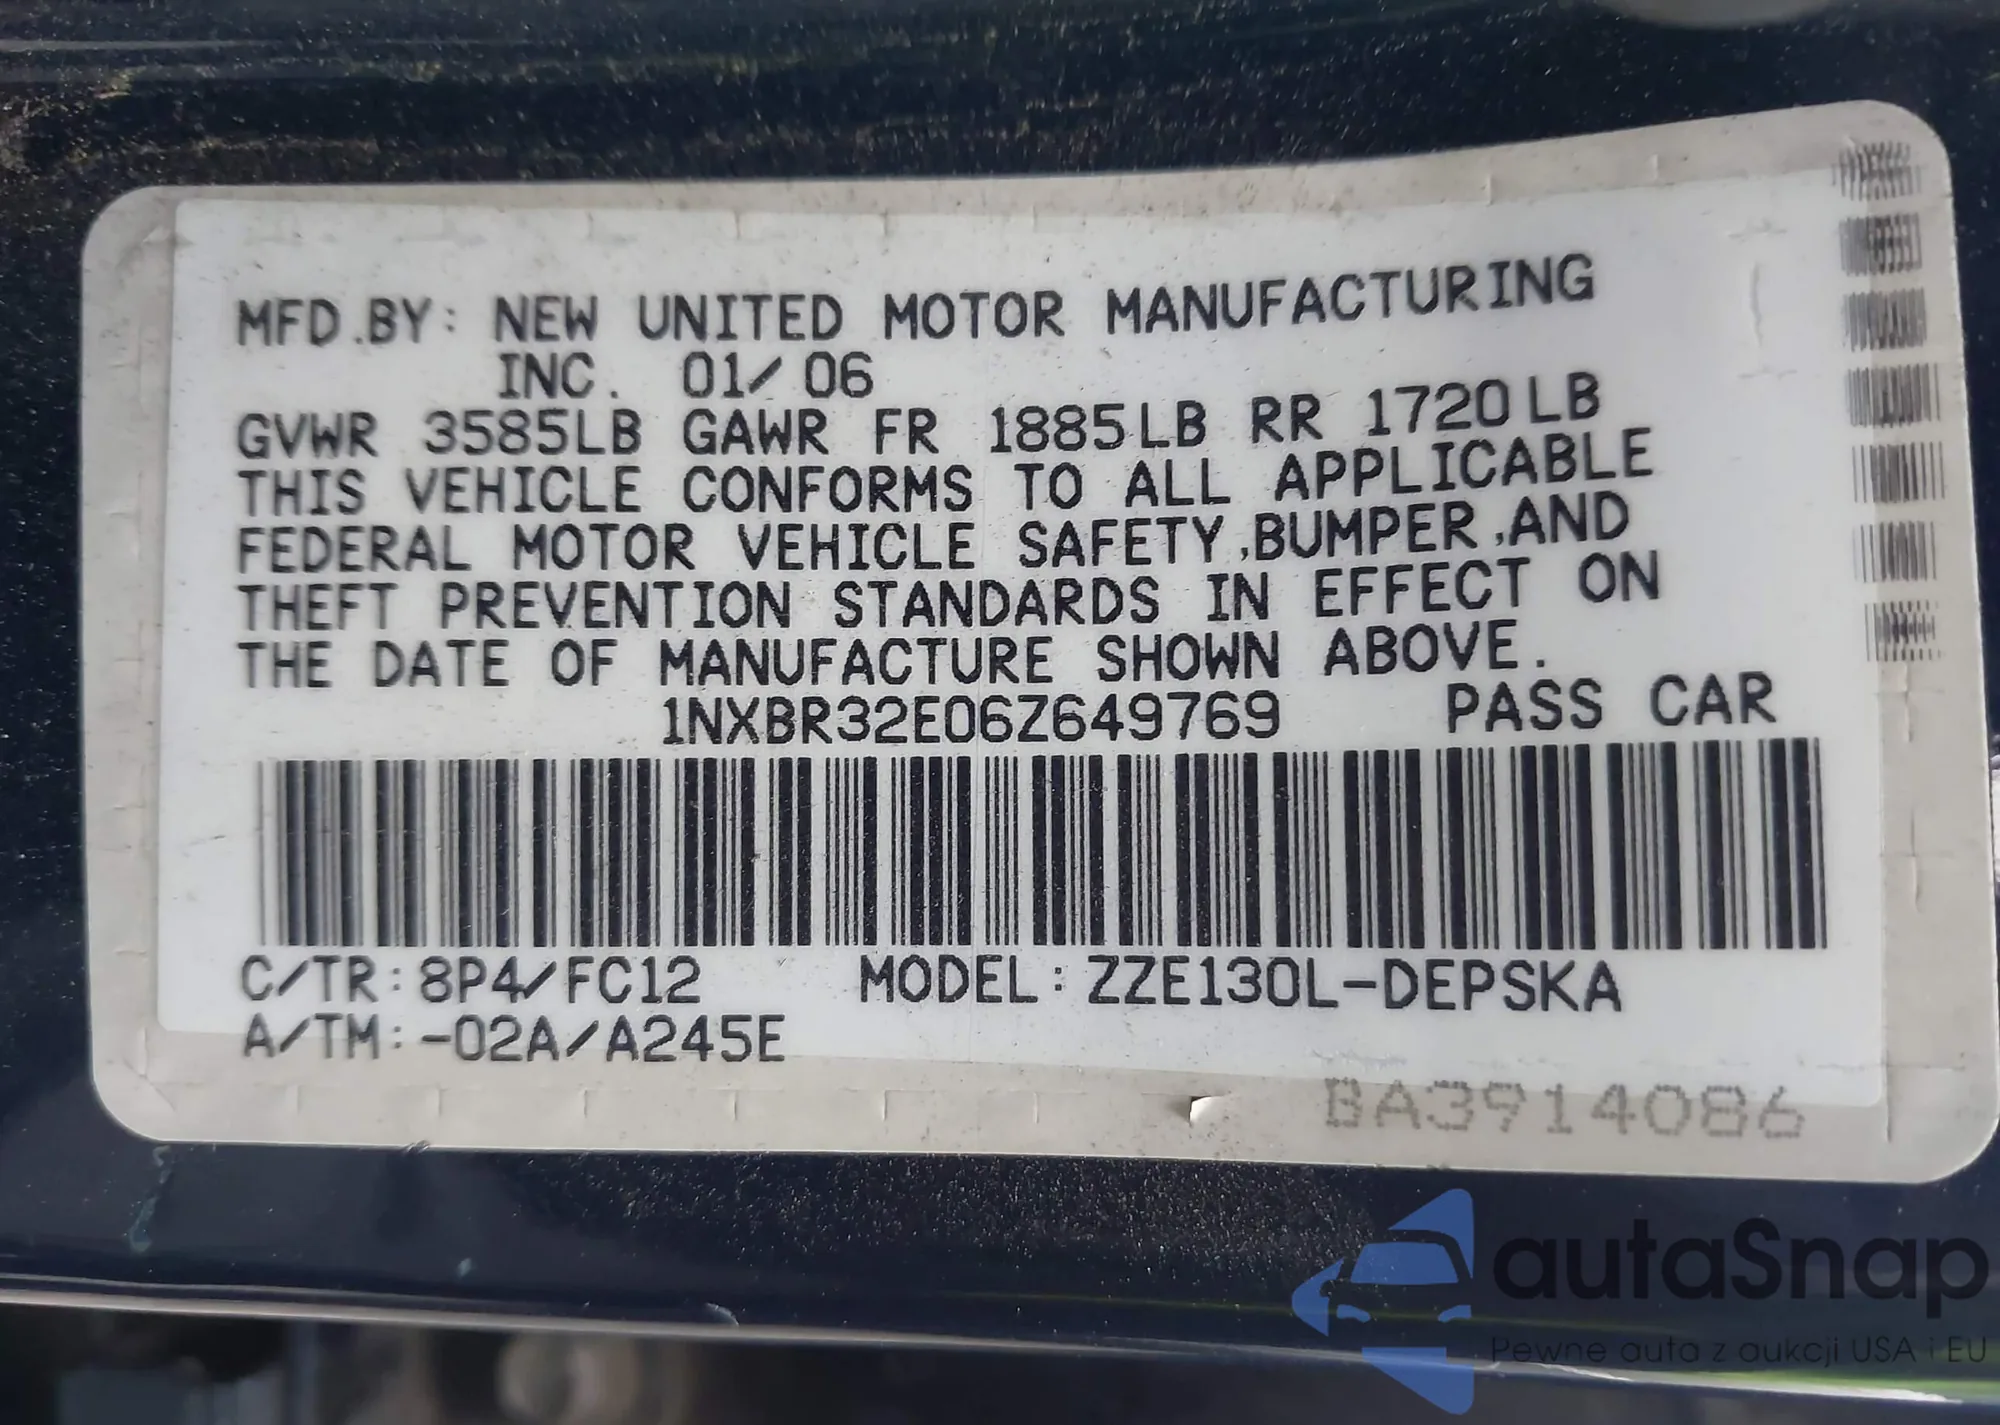 MFD.BY: NEW UNITED MOTOR MANUFACTURING
INC. 01/06
GVWR 3585LB GAWR FR 1885LB RR 1720LB
THIS VEHICLE CONFORMS TO ALL APPLICABLE
FEDERAL MOTOR VEHICLE SAFETY,BUMPER,AND
THEFT PREVENTION STANDARDS IN EFFECT ON
THE DATE OF MANUFACTURE SHOWN ABOVE.
1NXBR32E06Z649769 PASS CAR
C/TR:8P4/FC12 MODEL:ZZE130L-DEPSKA
A/TM:-02A/A245E
BA3914086
autaSnap
Pewne auta z aukcji USA i EU